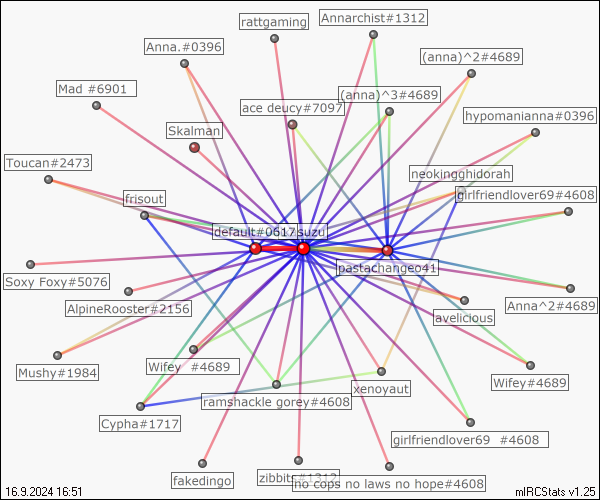 rattgaming
Annarchist#1312
Anna.#0396
(anna)^2#4689
Mad #6901
(anna)^3#4689
ace deucy#7097
hypomanianna#0396
Skalman
Toucan#2473
neokingghidorah
frisout
girlfriendlover69#4608
default#0617
suzu
pastachangeo41
Soxy Foxy#5076
AlpineRooster#2156
avelicious
Anna^2#4689
Mushy#1984
Wifey #4689
Wifey#4689
xenoyaut
ramshackle gorey#4608
Cypha#1717
girlfriendlover69 #4608
fakedingo
zibbits#1312
no cops no laws no hope#4608
16.9.2024 16:51
mIRCStats v1.25